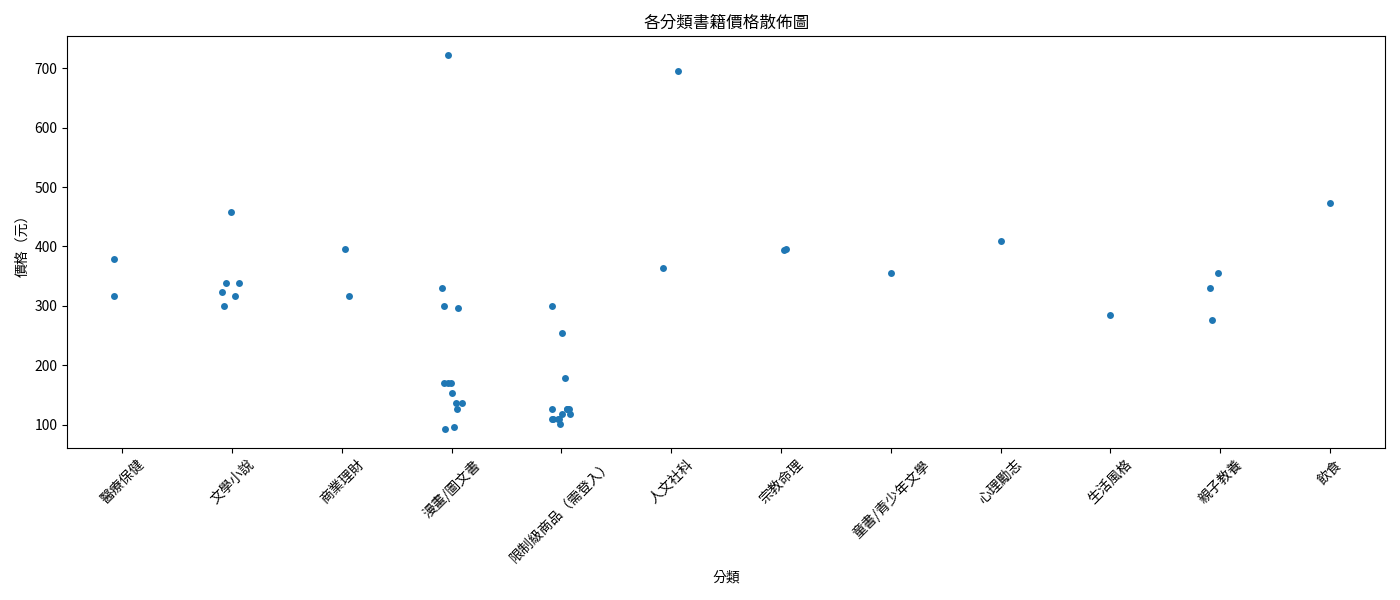 各分類書籍價格散佈圖
價格（元）
700
600
500
400
300
200
100
醫療保健
文學小說
商業理財
漫畫/圖文書
限制級商品（需登入）
人文社科
宗教命理
童書/青少年文學
心理勵志
生活風格
親子教養
飲食
分類